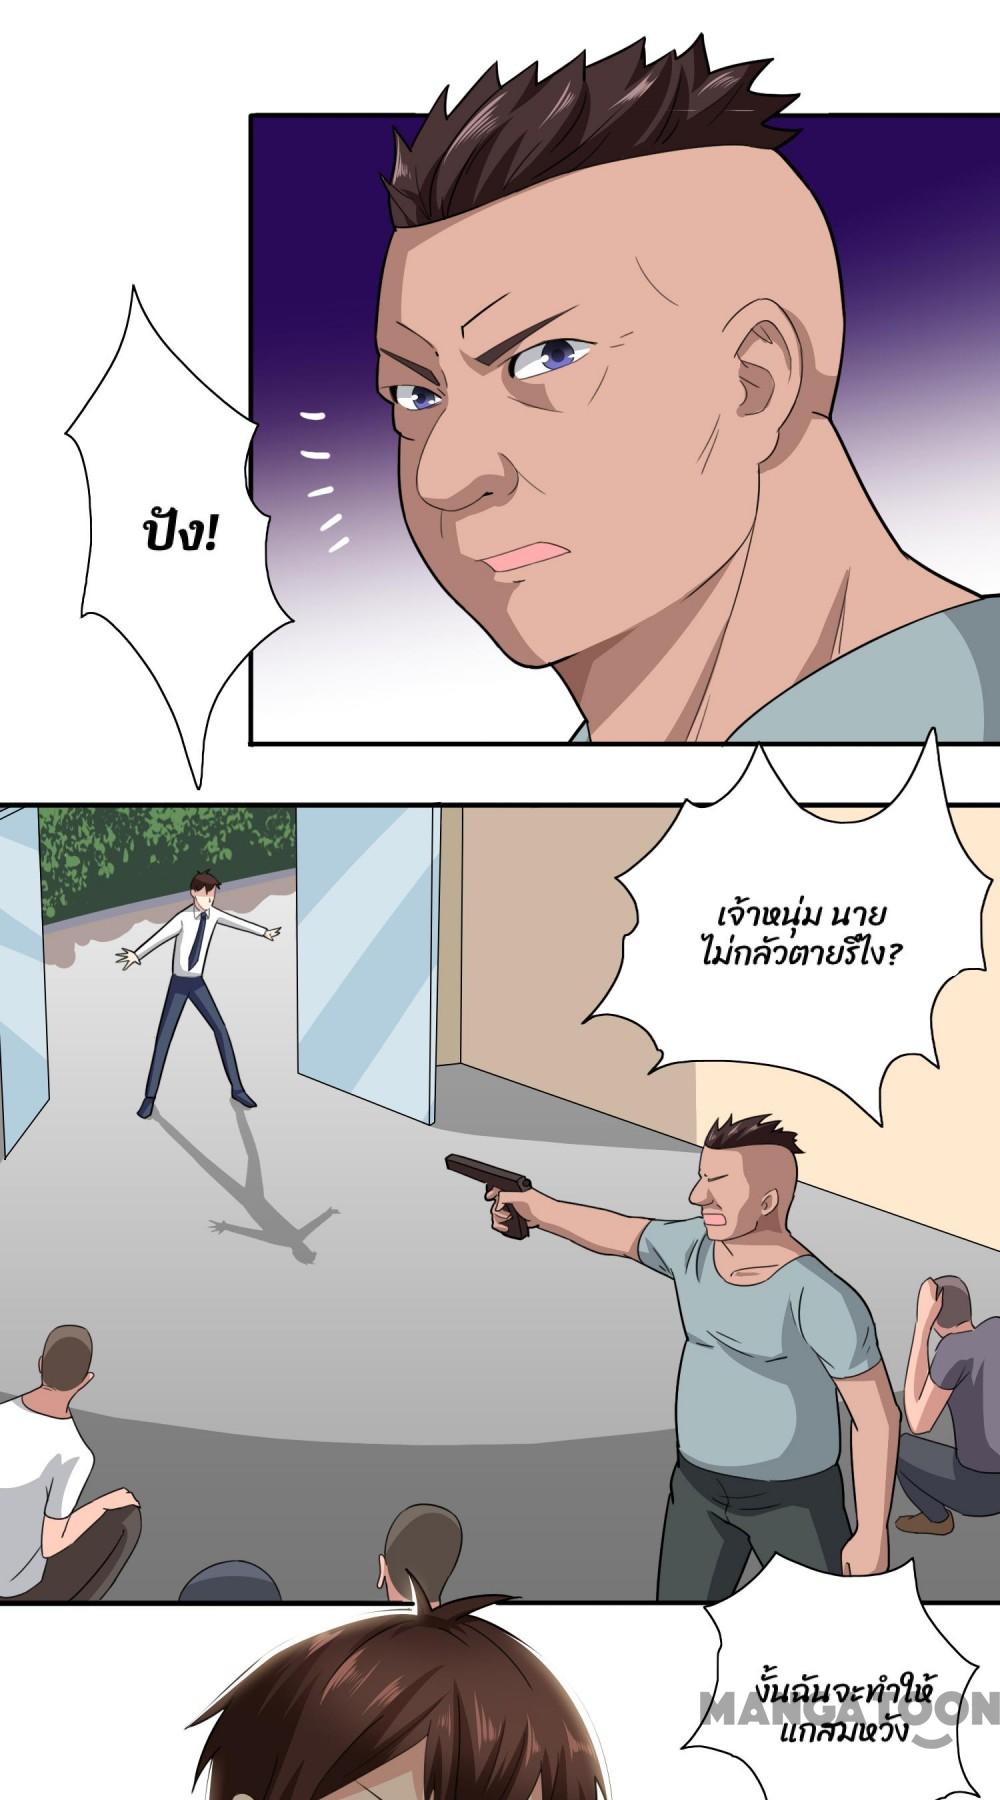 ปัง!
เจ้าหนุ่ม นาย
ไม่กลัวตายรึไง?
งั้นฉันจะทำให้
แกสมหวัง
MANGATOON